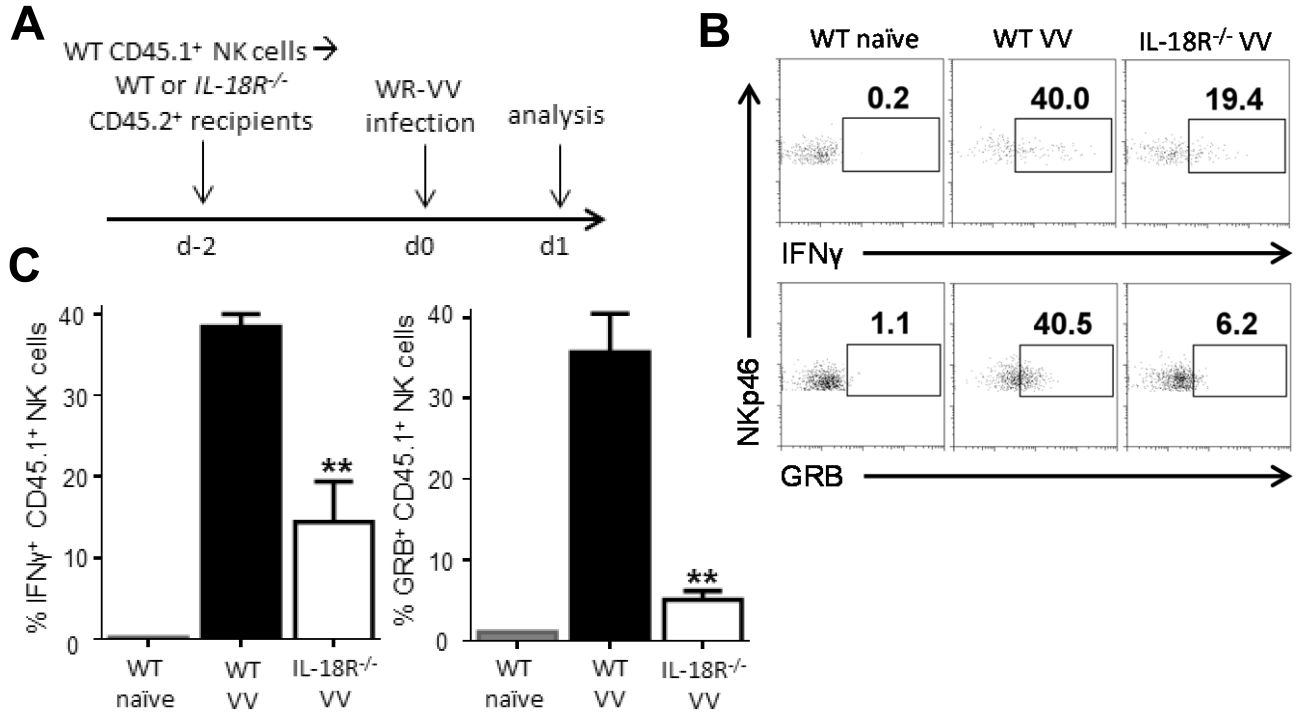 A
WT CD45.1⁺ NK cells →
WT or IL-18R⁻/⁻
CD45.2⁺ recipients
WR-VV
infection
analysis
d-2
d0
d1
B
WT naïve
WT VV
IL-18R⁻/⁻ VV
0.2
40.0
19.4
IFNγ
1.1
40.5
6.2
NKp46
GRB
C
% IFNγ⁺ CD45.1⁺ NK cells
40
30
20
10
0
**
WT
naïve
WT
VV
IL-18R⁻/⁻
VV
% GRB⁺ CD45.1⁺ NK cells
40
30
20
10
0
**
WT
naïve
WT
VV
IL-18R⁻/⁻
VV